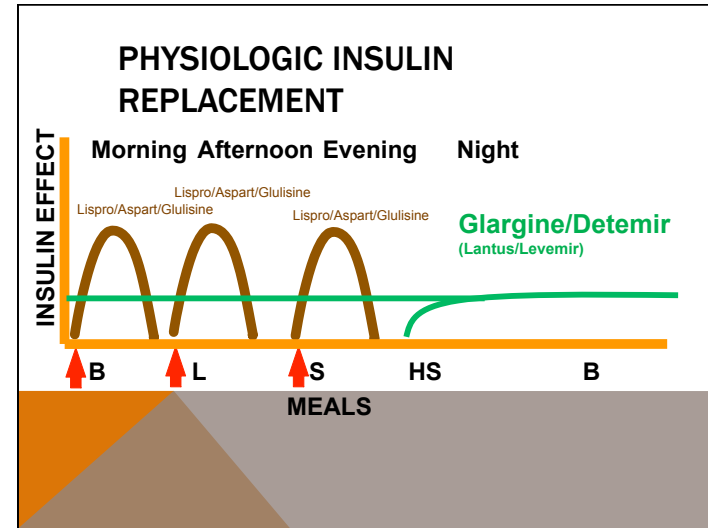 PHYSIOLOGIC INSULIN
REPLACEMENT
INSULIN EFFECT
Morning Afternoon Evening Night
Lispro/Aspart/Glulisine
Lispro/Aspart/Glulisine
Lispro/Aspart/Glulisine
Glargine/Detemir
(Lantus/Levemir)
B L S HS B
MEALS